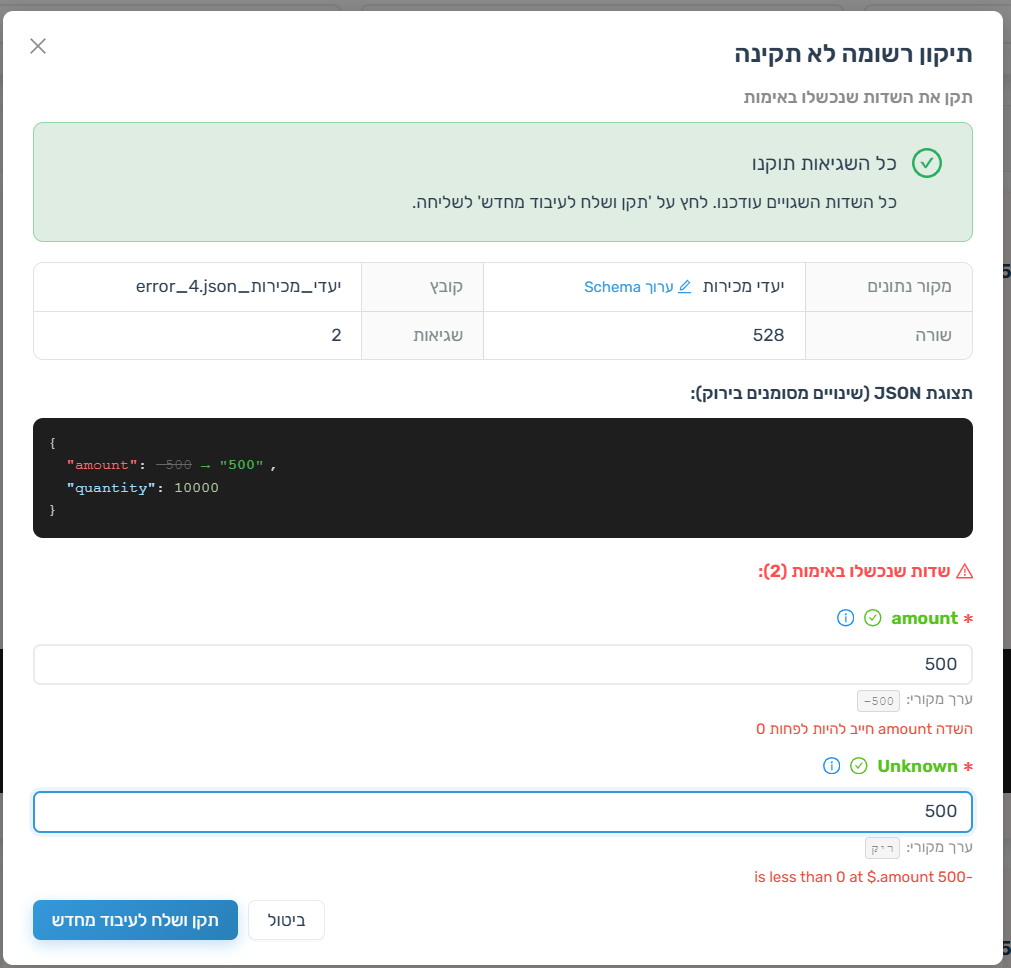 תיקון רשומה לא תקינה
תקן את השדות שנכשלו באימות
כל השגיאות תוקנו
כל השדות השגויים עודכנו. לחץ על 'תקן ושלח לעיבוד מחדש' לשליחה.
מקור נתונים יעדי מכירות ערוך Schema קובץ יעדי_מכירות_error_4.json
שורה 528 שגיאות 2
תצוגת JSON (שינויים מסומנים בירוק):
{
"amount": -500 → "500" ,
"quantity": 10000
}
שדות שנכשלו באימות (2):
* amount
500
ערך מקורי: -500
השדה amount חייב להיות לפחות 0
* Unknown
500
ערך מקורי: ריק
-500 is less than 0 at $.amount
ביטול תקן ושלח לעיבוד מחדש